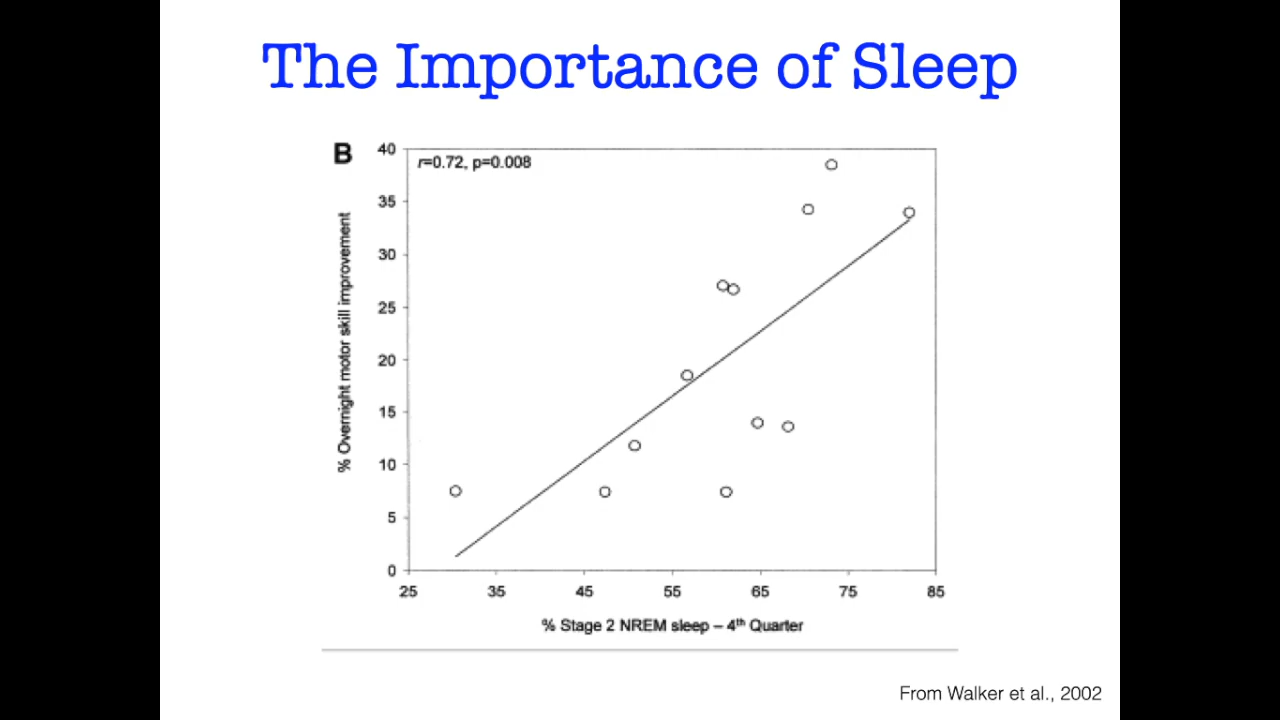 The Importance of Sleep
B
r=0.72, p=0.008
% Overnight motor skill improvement
40
35
30
25
20
15
10
5
0
25 35 45 55 65 75 85
% Stage 2 NREM sleep – 4th Quarter
From Walker et al., 2002